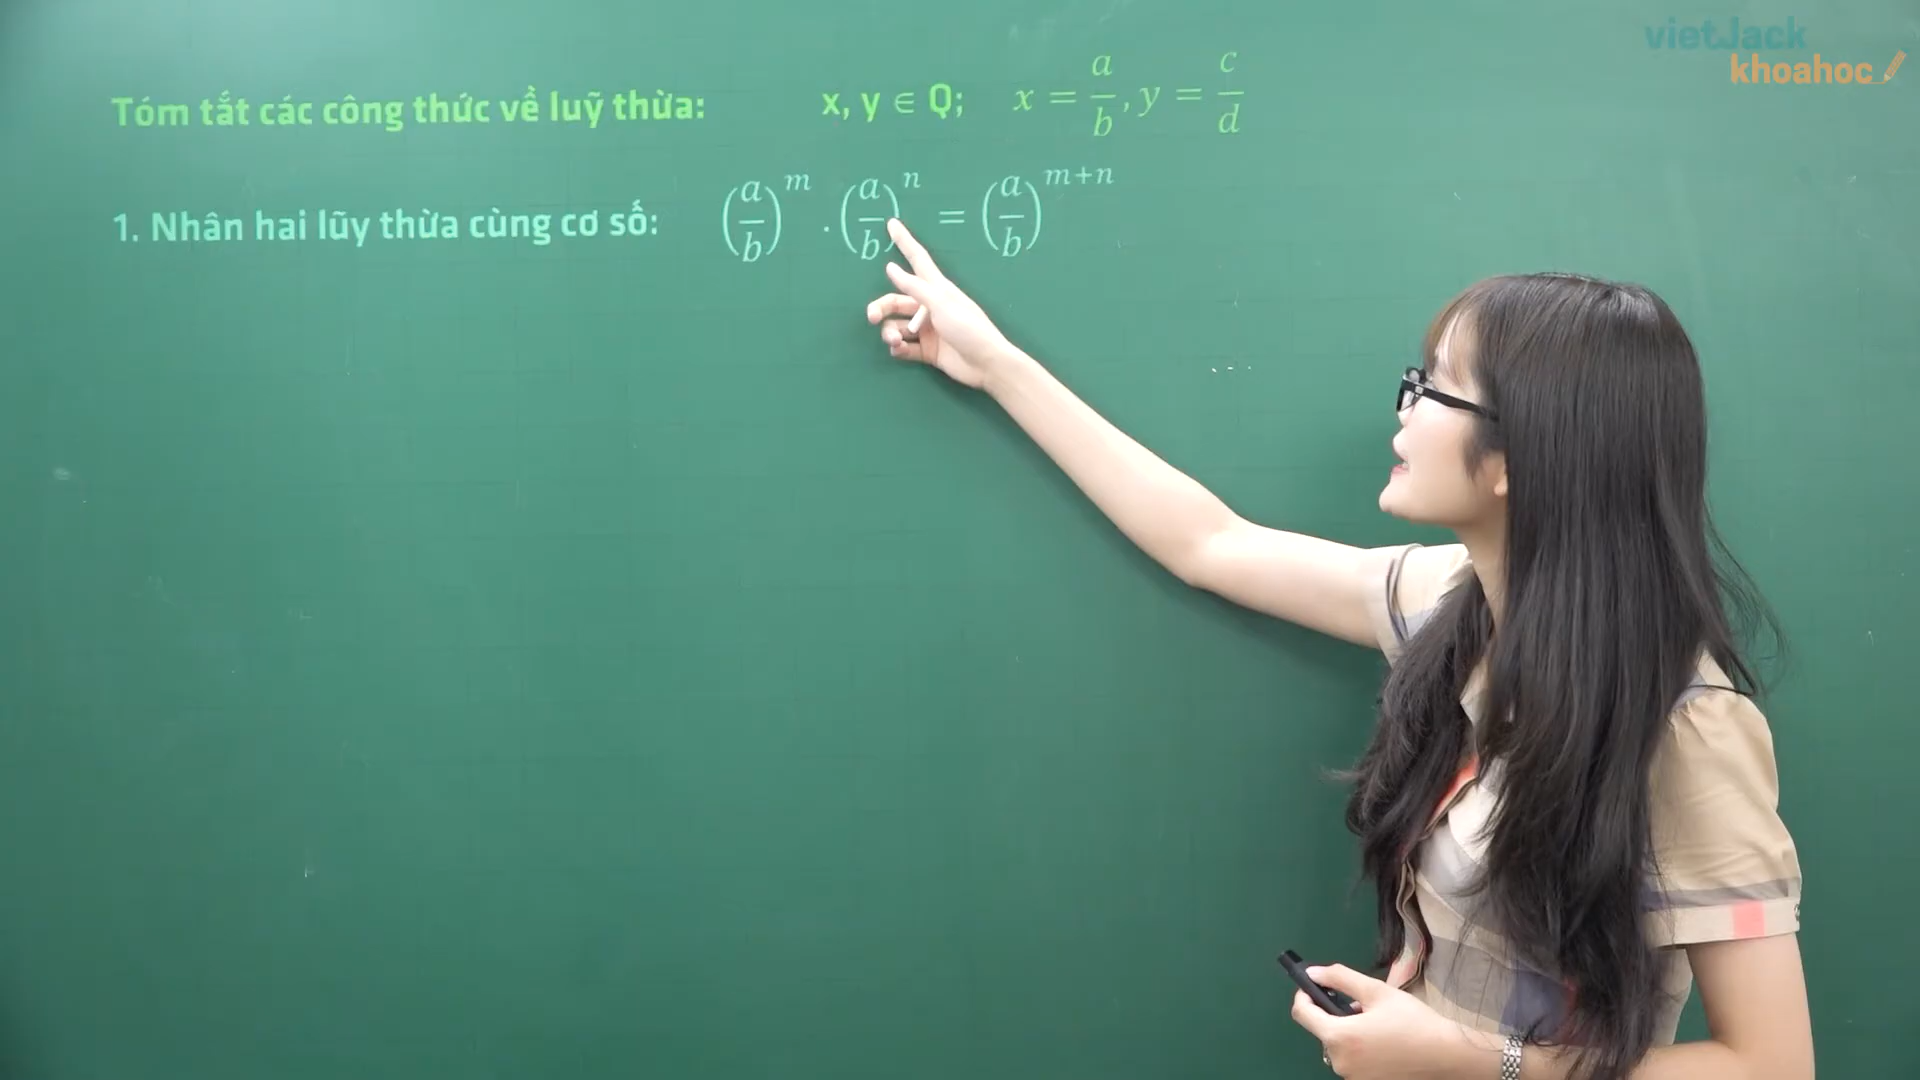 vietJack
khoahoc
Tóm tắt các công thức về luỹ thừa: x, y ∈ Q; x = a/b, y = c/d
1. Nhân hai lũy thừa cùng cơ số: (a/b)^m . (a/b)^n = (a/b)^{m+n}